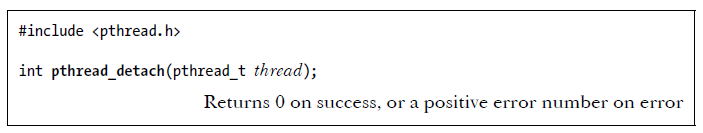 #include <pthread.h>
int pthread_detach(pthread_t thread);
Returns 0 on success, or a positive error number on error